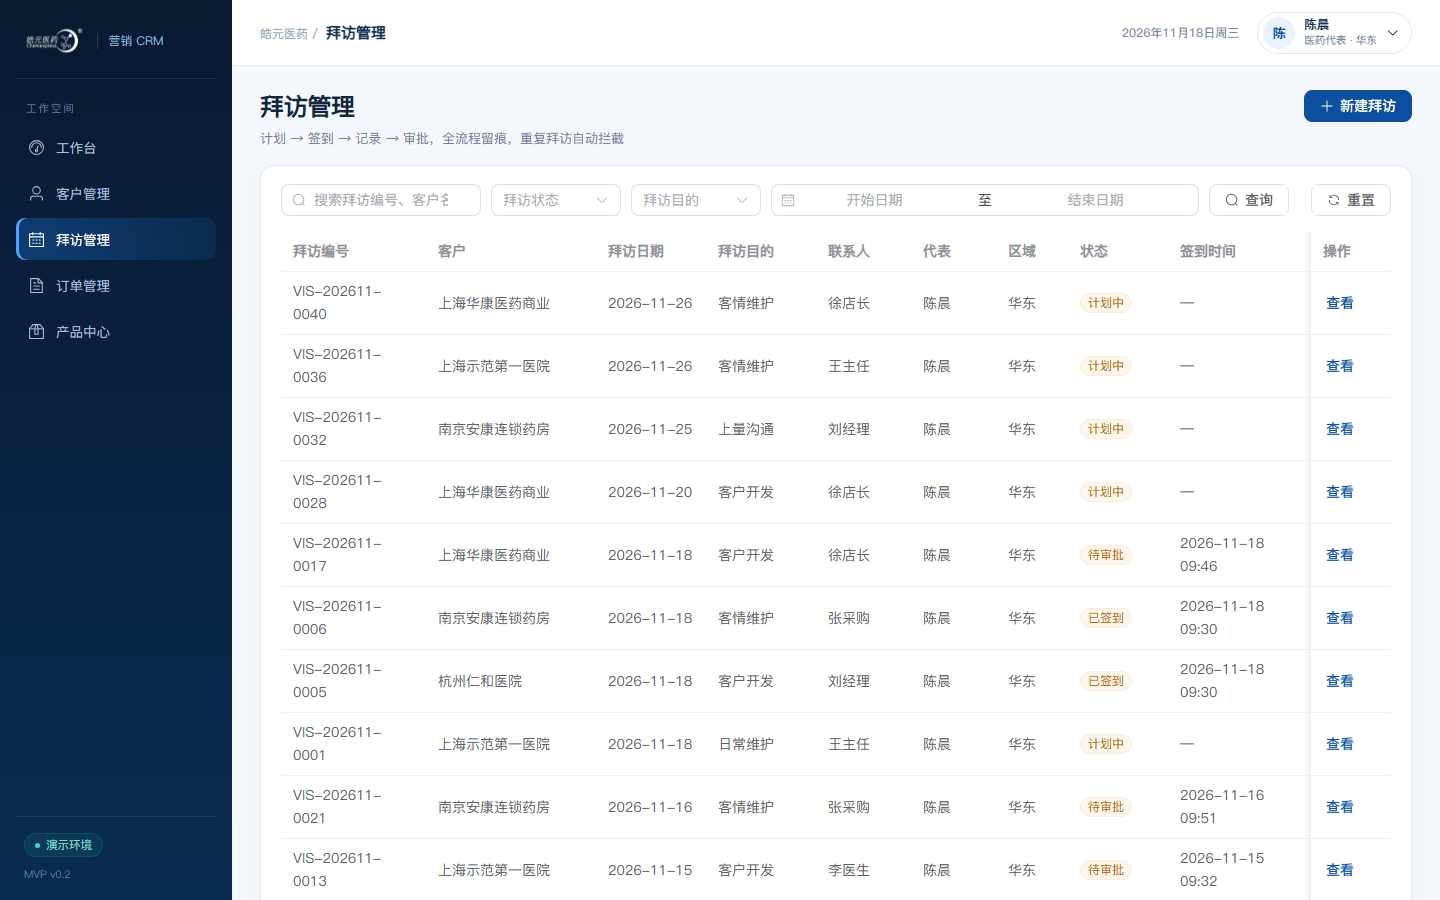 皓元医药
Chemexpress
®
营销 CRM
工作空间
工作台
客户管理
拜访管理
订单管理
产品中心
演示环境
MVP v0.2
皓元医药 / 拜访管理
2026年11月18日周三
陈
陈晨
医药代表 · 华东
拜访管理
计划 → 签到 → 记录 → 审批，全流程留痕，重复拜访自动拦截
新建拜访
搜索拜访编号、客户名 拜访状态 拜访目的 开始日期 至 结束日期 查询 重置
拜访编号 客户 拜访日期 拜访目的 联系人 代表 区域 状态 签到时间 操作
VIS-202611-0040 上海华康医药商业 2026-11-26 客情维护 徐店长 陈晨 华东 计划中 — 查看
VIS-202611-0036 上海示范第一医院 2026-11-26 客情维护 王主任 陈晨 华东 计划中 — 查看
VIS-202611-0032 南京安康连锁药房 2026-11-25 上量沟通 刘经理 陈晨 华东 计划中 — 查看
VIS-202611-0028 上海华康医药商业 2026-11-20 客户开发 徐店长 陈晨 华东 计划中 — 查看
VIS-202611-0017 上海华康医药商业 2026-11-18 客户开发 徐店长 陈晨 华东 待审批 2026-11-18 09:46 查看
VIS-202611-0006 南京安康连锁药房 2026-11-18 客情维护 张采购 陈晨 华东 已签到 2026-11-18 09:30 查看
VIS-202611-0005 杭州仁和医院 2026-11-18 客户开发 刘经理 陈晨 华东 已签到 2026-11-18 09:30 查看
VIS-202611-0001 上海示范第一医院 2026-11-18 日常维护 王主任 陈晨 华东 计划中 — 查看
VIS-202611-0021 南京安康连锁药房 2026-11-16 客情维护 张采购 陈晨 华东 待审批 2026-11-16 09:51 查看
VIS-202611-0013 上海示范第一医院 2026-11-15 客户开发 李医生 陈晨 华东 待审批 2026-11-15 09:32 查看